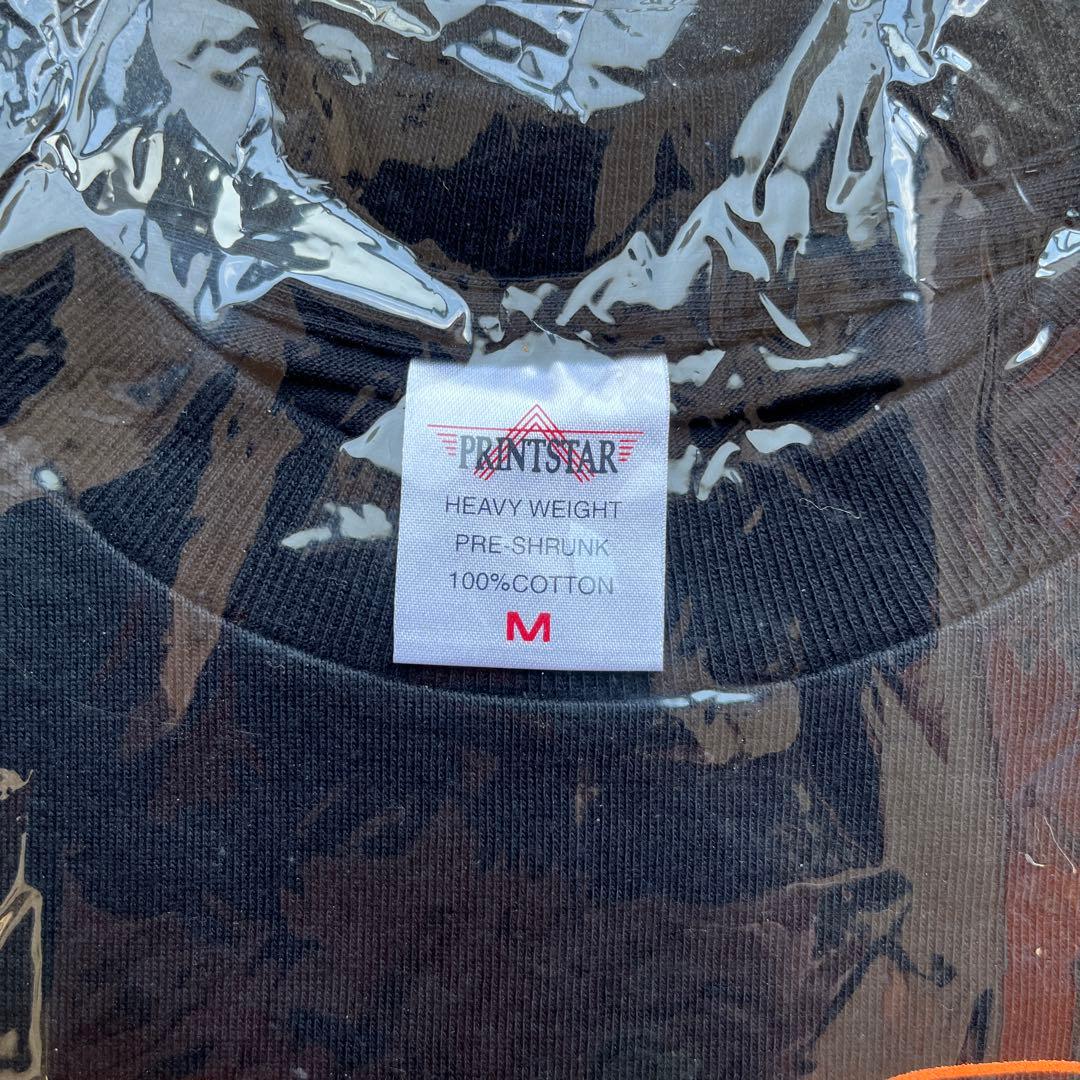 PRINTSTAR
HEAVY WEIGHT
PRE-SHRUNK
100%COTTON
M